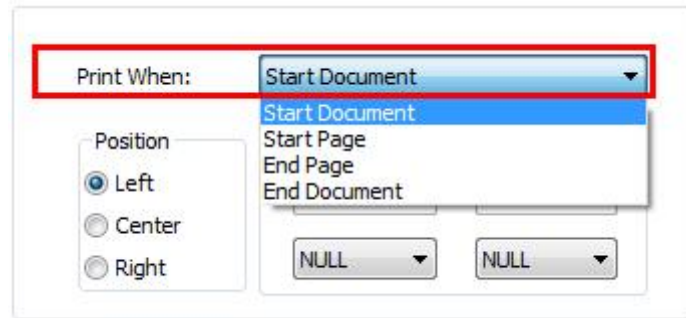 Print When: Start Document
Start Document
Start Page
End Page
End Document
Position
Left
Center
Right
NULL NULL